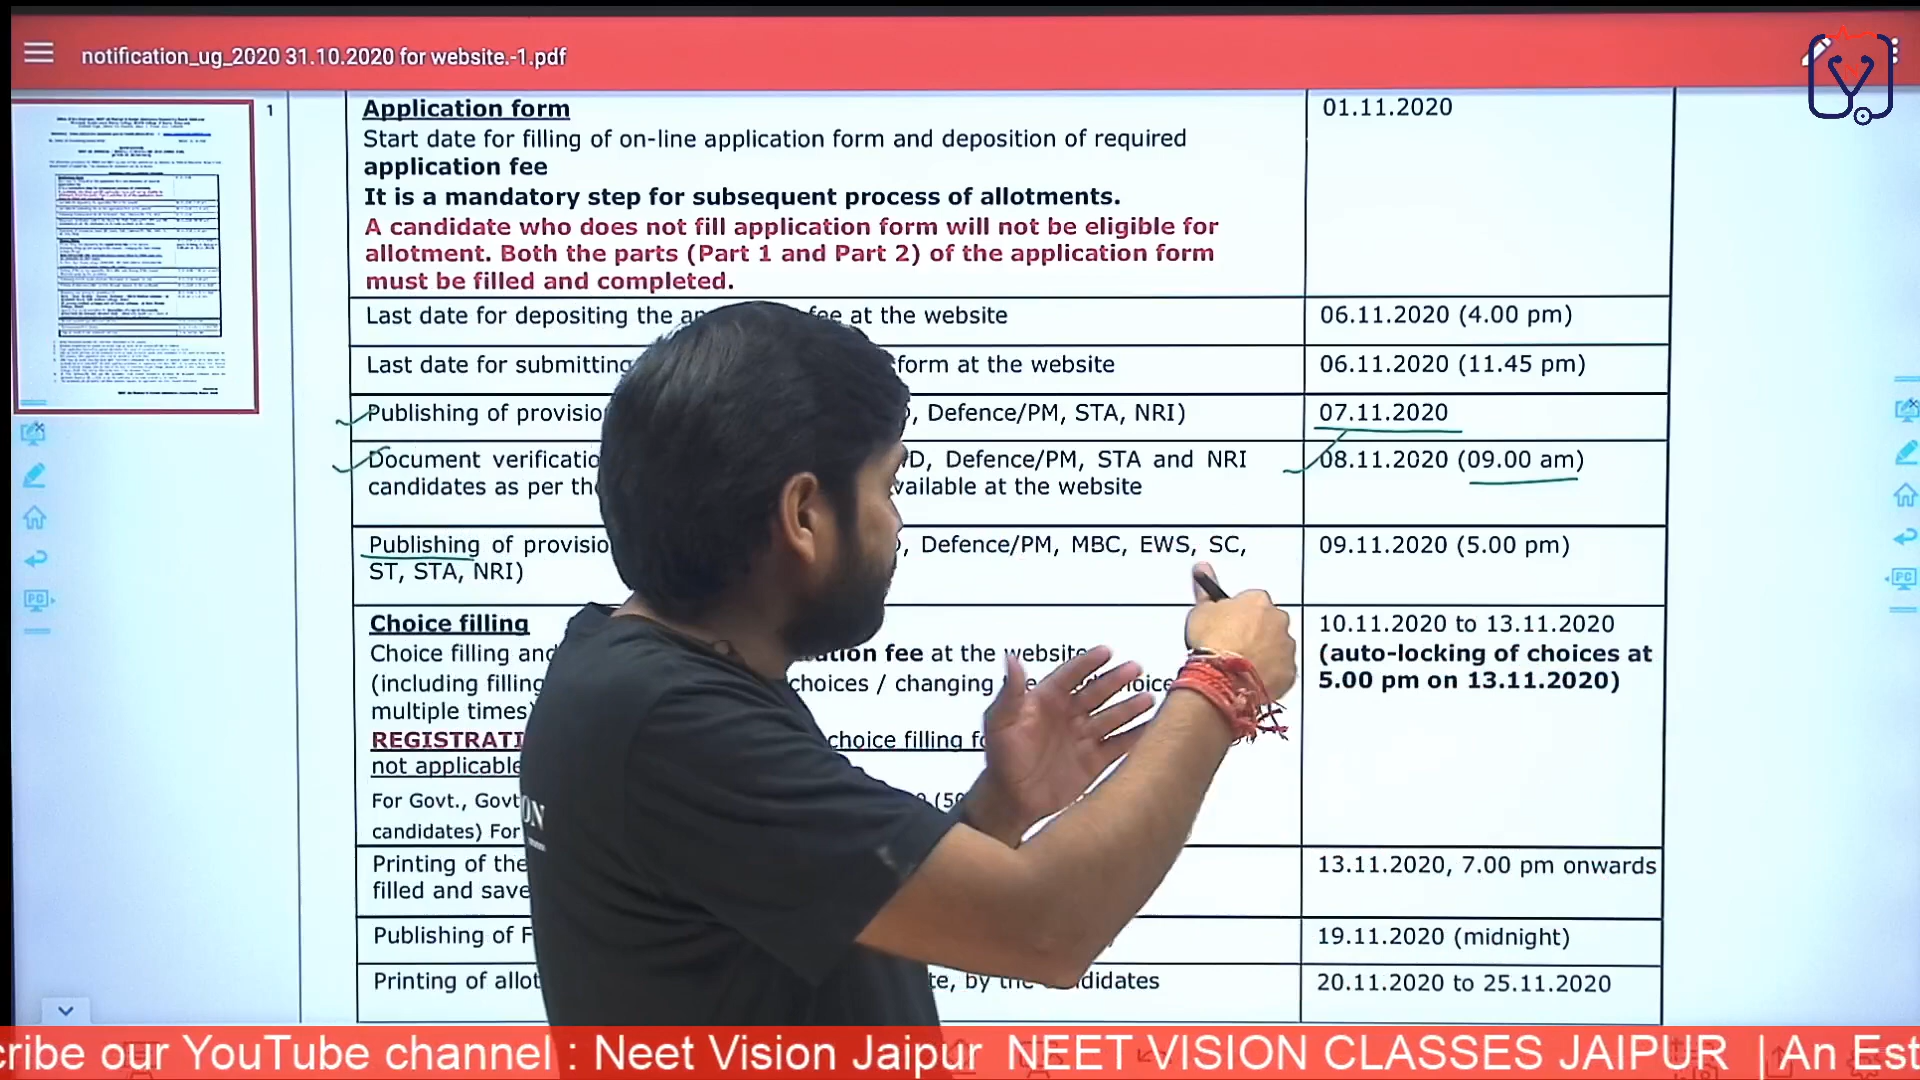 notification_ug_2020 31.10.2020 for website.-1.pdf
1
Application form
01.11.2020
Start date for filling of on-line application form and deposition of required
application fee
It is a mandatory step for subsequent process of allotments.
A candidate who does not fill application form will not be eligible for
allotment. Both the parts (Part 1 and Part 2) of the application form
must be filled and completed.
Last date for depositing the fee at the website
06.11.2020 (4.00 pm)
Last date for submitting form at the website
06.11.2020 (11.45 pm)
Publishing of , Defence/PM, STA, NRI)
07.11.2020
Document , Defence/PM, STA and NRI
08.11.2020 (09.00 am)
candidates as per at the website
Publishing of , Defence/PM, MBC, EWS, SC,
09.11.2020 (5.00 pm)
ST, STA, NRI)
Choice filling
10.11.2020 to 13.11.2020
Choice filling and fee at the website
(auto-locking of choices at
(including filling choices / changing
5.00 pm on 13.11.2020)
multiple times)
choice filling
not applicable
For Govt.,
candidates) For
Printing of the
13.11.2020, 7.00 pm onwards
filled and
Publishing of
19.11.2020 (midnight)
Printing of by the
20.11.2020 to 25.11.2020
ON
PC
PC
cribe our YouTube channel : Neet Vision Jaipur NEET VISION CLASSES JAIPUR | An Est